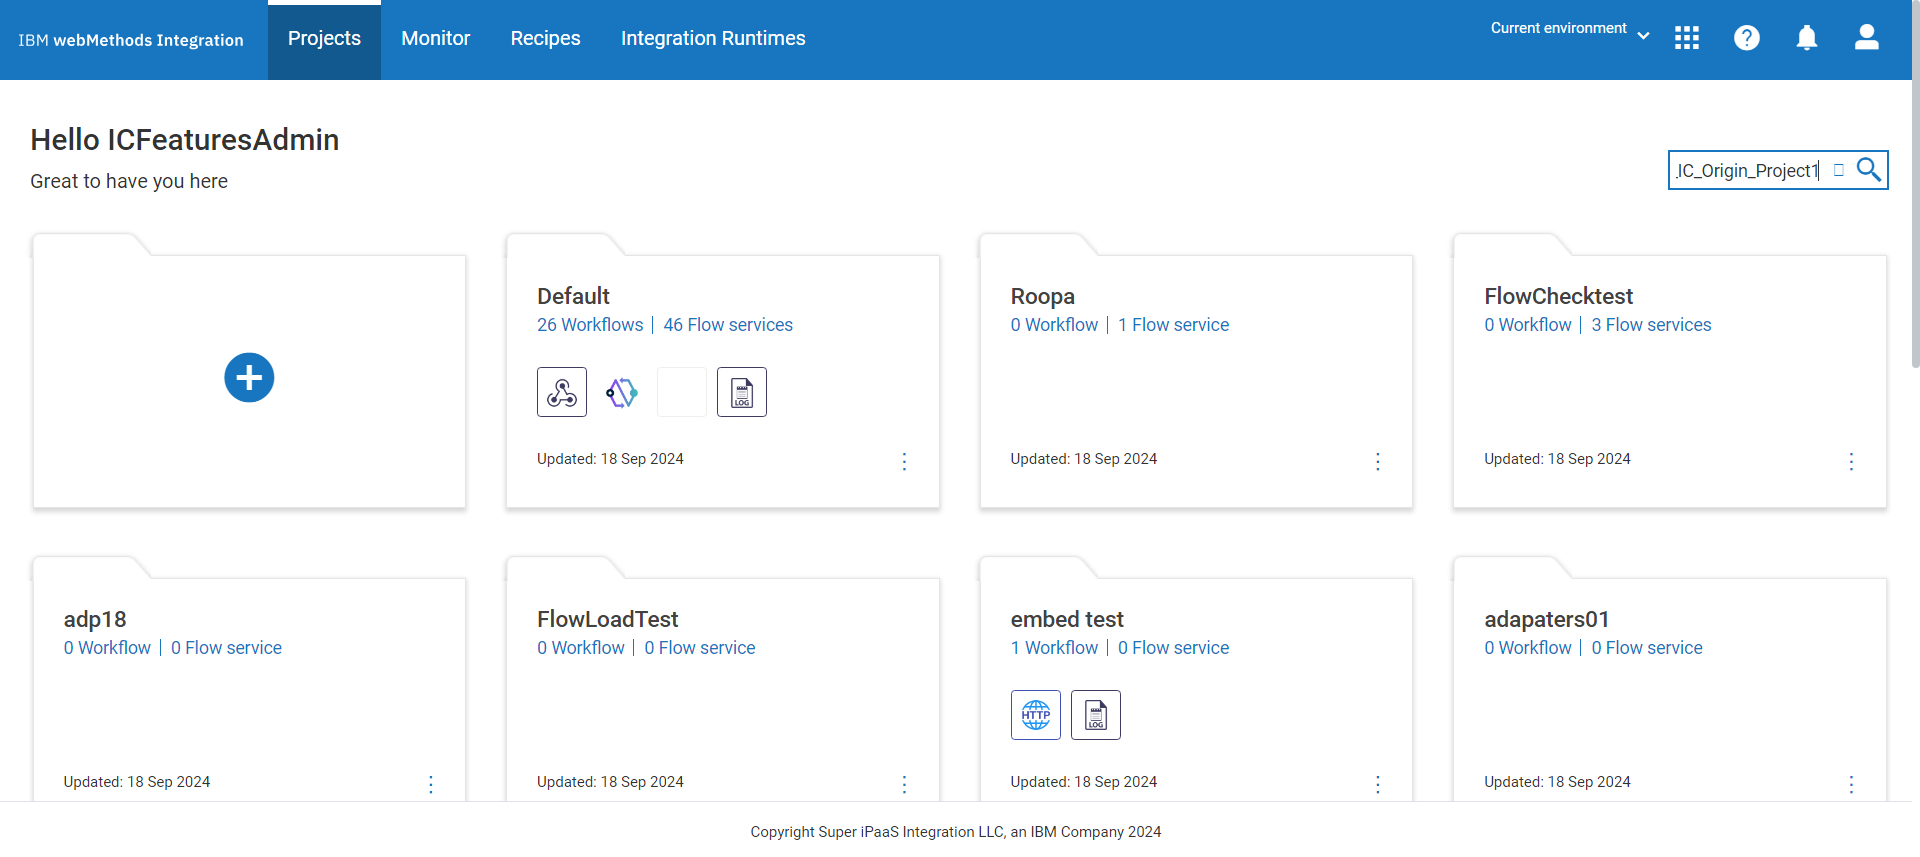 IBM webMethods Integration
Projects
Monitor
Recipes
Integration Runtimes
Current environment
Hello ICFeaturesAdmin
Great to have you here
IC_Origin_Project1
Default
26 Workflows | 46 Flow services
LOG
Updated: 18 Sep 2024
Roopa
0 Workflow | 1 Flow service
Updated: 18 Sep 2024
FlowChecktest
0 Workflow | 3 Flow services
Updated: 18 Sep 2024
adp18
0 Workflow | 0 Flow service
Updated: 18 Sep 2024
FlowLoadTest
0 Workflow | 0 Flow service
Updated: 18 Sep 2024
embed test
1 Workflow | 0 Flow service
HTTP
LOG
Updated: 18 Sep 2024
adapaters01
0 Workflow | 0 Flow service
Updated: 18 Sep 2024
Copyright Super iPaaS Integration LLC, an IBM Company 2024